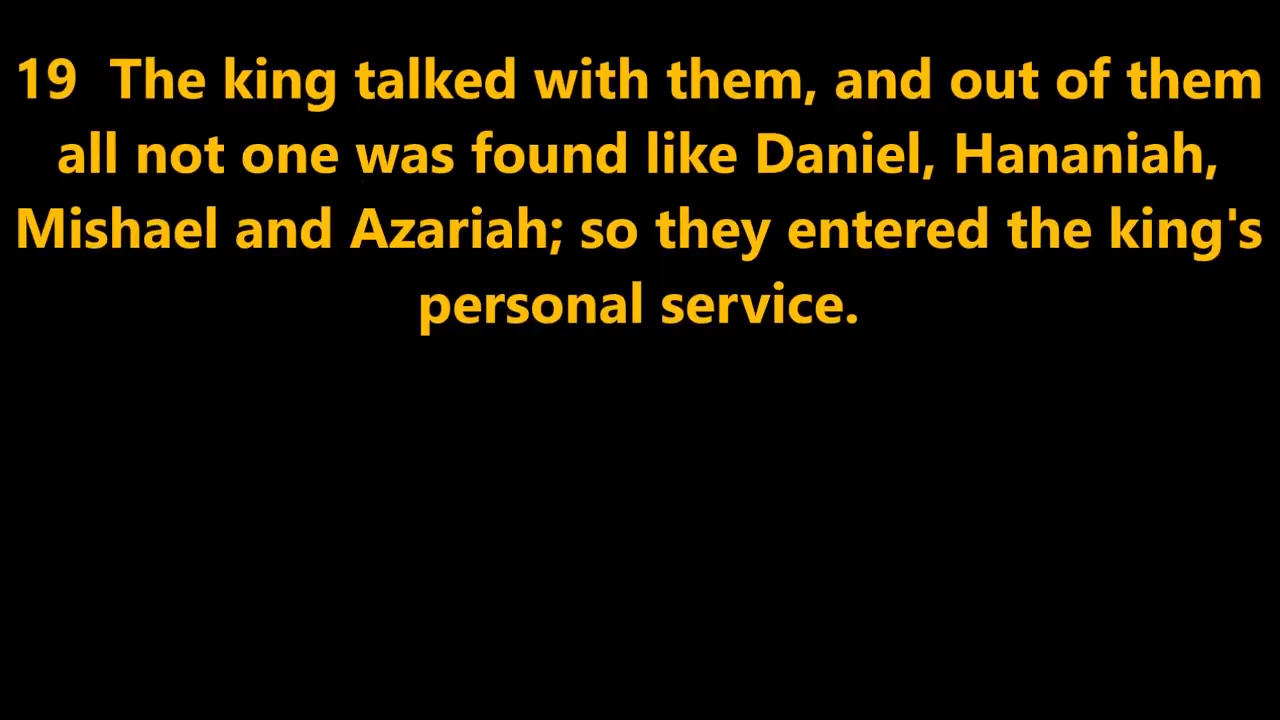 19  The king talked with them, and out of them
all not one was found like Daniel, Hananiah,
Mishael and Azariah; so they entered the king's
personal service.